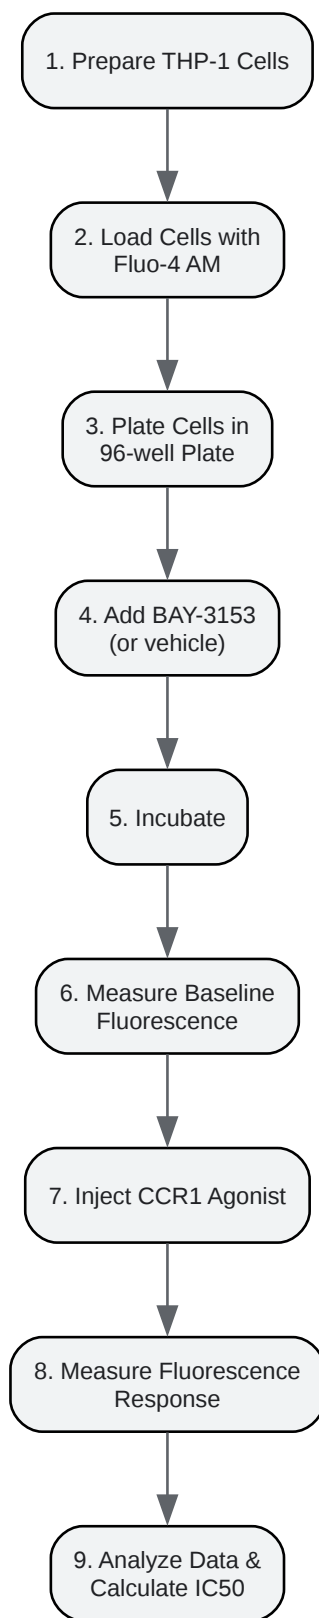 1. Prepare THP-1 Cells
2. Load Cells with
Fluo-4 AM
3. Plate Cells in
96-well Plate
4. Add BAY-3153
(or vehicle)
5. Incubate
6. Measure Baseline
Fluorescence
7. Inject CCR1 Agonist
8. Measure Fluorescence
Response
9. Analyze Data &
Calculate IC50